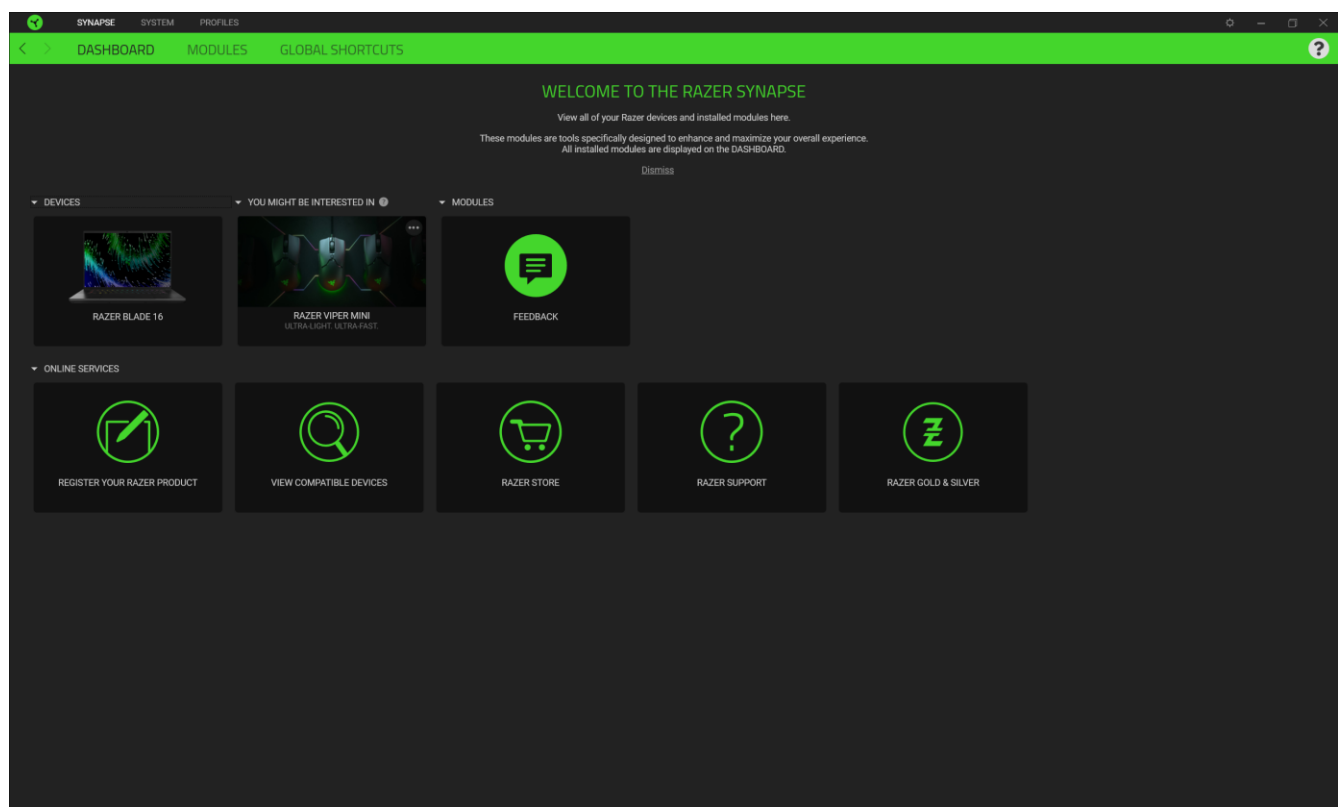 SYNAPSE SYSTEM PROFILES
DASHBOARD MODULES GLOBAL SHORTCUTS
?
WELCOME TO THE RAZER SYNAPSE
View all of your Razer devices and installed modules here.
These modules are tools specifically designed to enhance and maximize your overall experience.
All installed modules are displayed on the DASHBOARD.
Dismiss
DEVICES
YOU MIGHT BE INTERESTED IN ?
MODULES
RAZER BLADE 16
RAZER VIPER MINI
ULTRA-LIGHT. ULTRA-FAST.
FEEDBACK
ONLINE SERVICES
REGISTER YOUR RAZER PRODUCT
VIEW COMPATIBLE DEVICES
RAZER STORE
?
RAZER SUPPORT
RAZER GOLD & SILVER